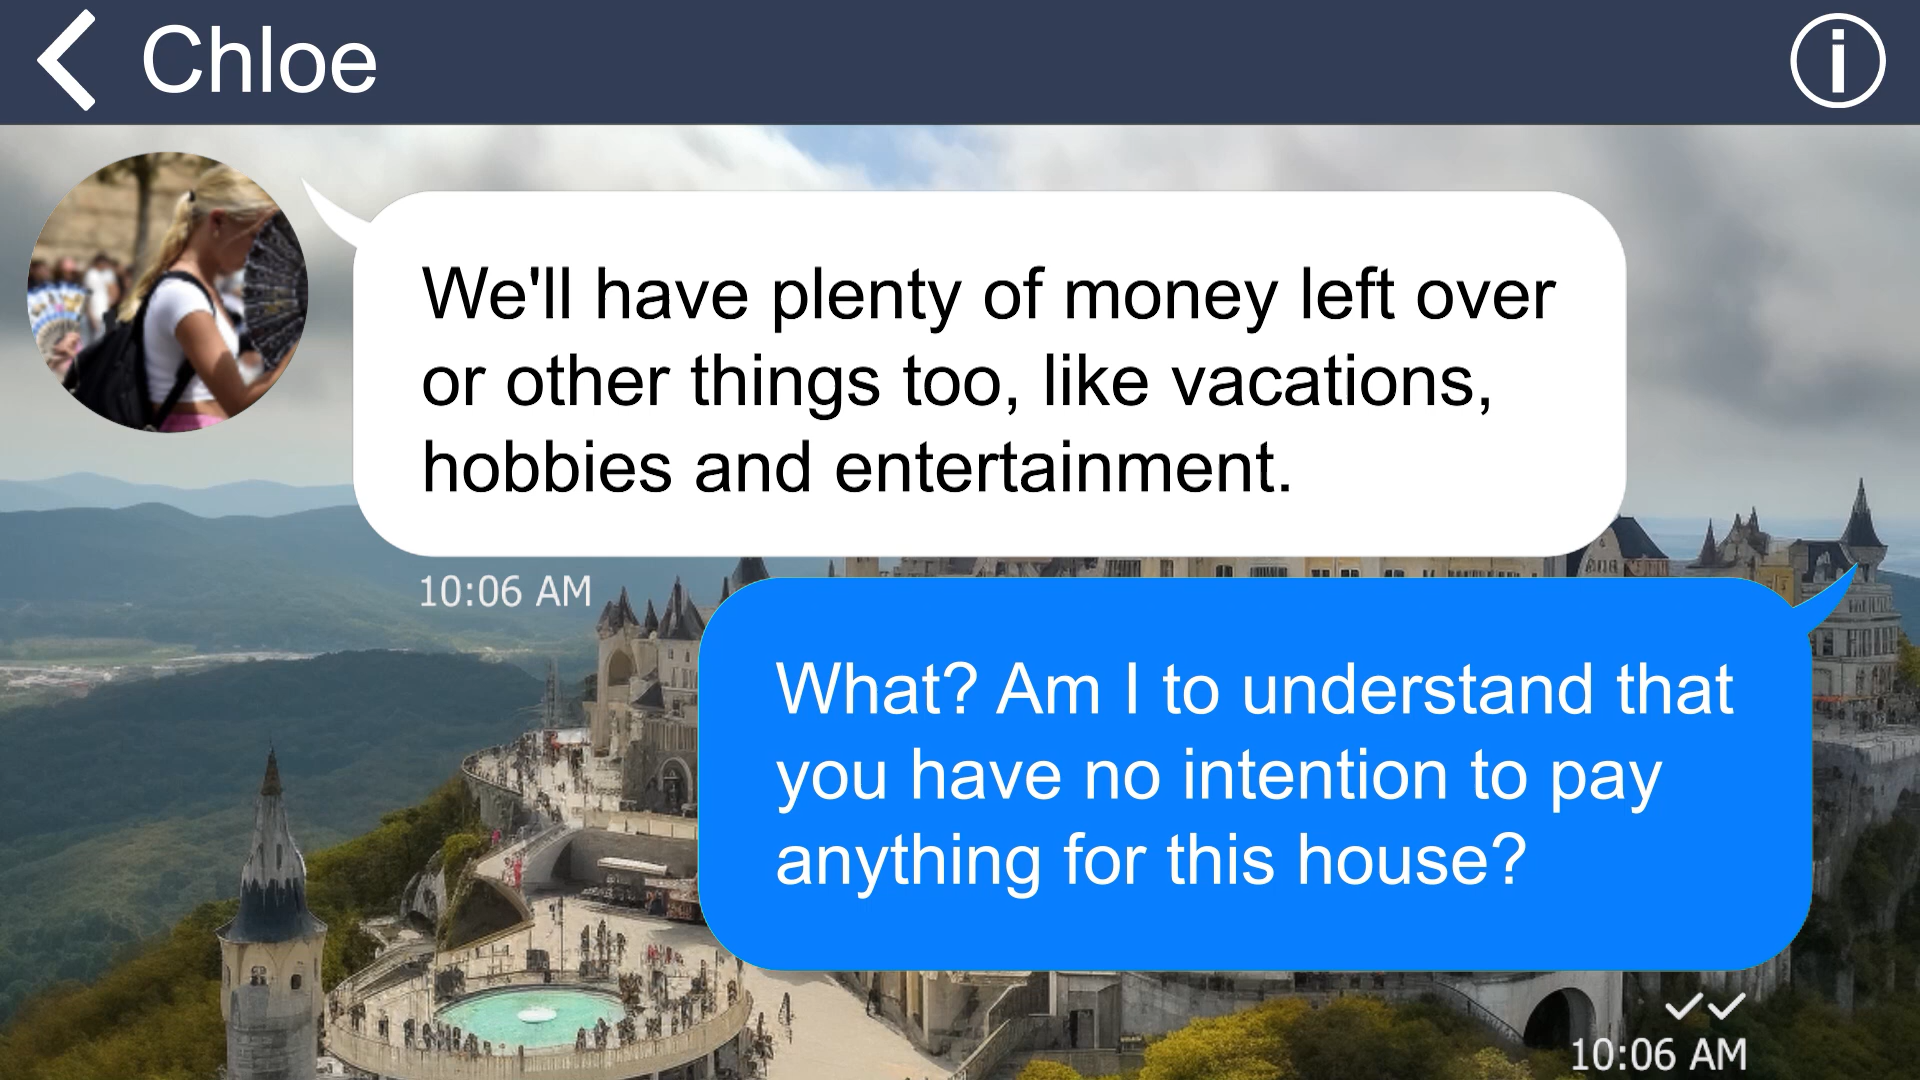 Chloe
We'll have plenty of money left over
or other things too, like vacations,
hobbies and entertainment.
10:06 AM
What? Am I to understand that
you have no intention to pay
anything for this house?
10:06 AM